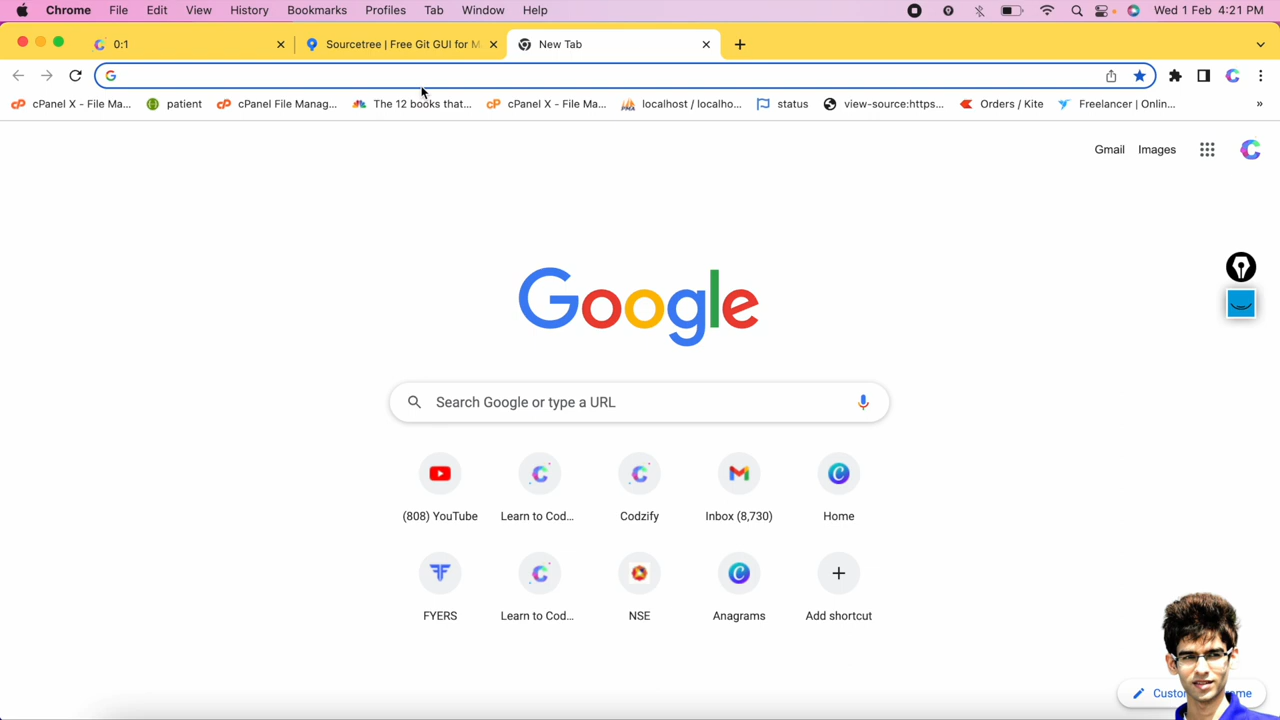 Chrome File Edit View History Bookmarks Profiles Tab Window Help Wed 1 Feb 4:21 PM
0:1 Sourcetree | Free Git GUI for M New Tab
cPanel X - File Ma... patient cPanel File Manag... The 12 books that... cPanel X - File Ma... localhost / localho... status view-source:https... Orders / Kite Freelancer | Onlin... »
Gmail Images
Google
Search Google or type a URL
(808) YouTube Learn to Cod... Codzify Inbox (8,730) Home
FYERS Learn to Cod... NSE Anagrams Add shortcut